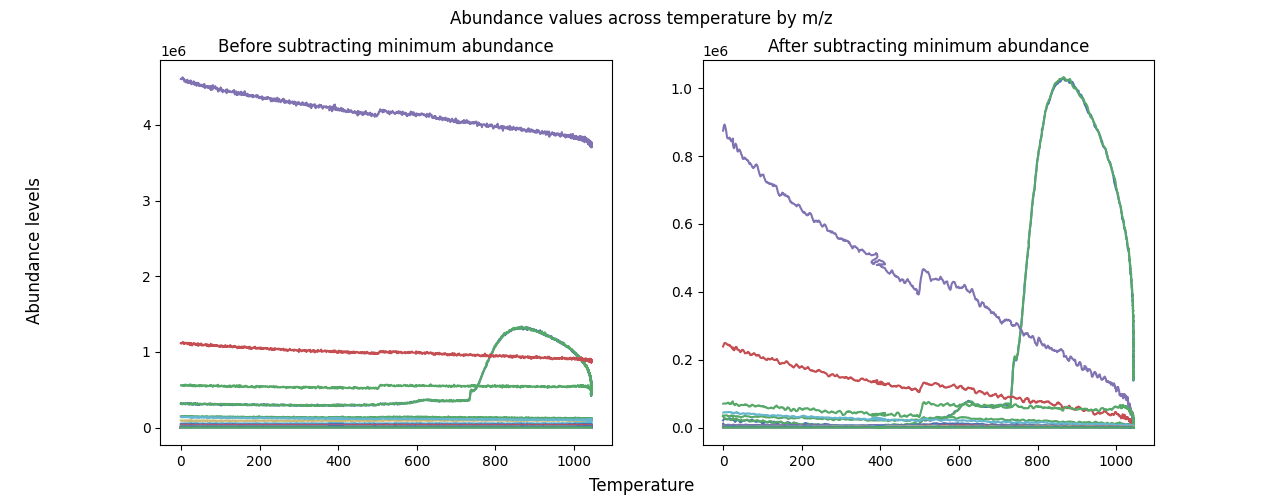 Abundance values across temperature by m/z
Before subtracting minimum abundance
After subtracting minimum abundance
1e6
1e6
4
3
2
1
0
1.0
0.8
0.6
0.4
0.2
0.0
0 200 400 600 800 1000
0 200 400 600 800 1000
Abundance levels
Temperature